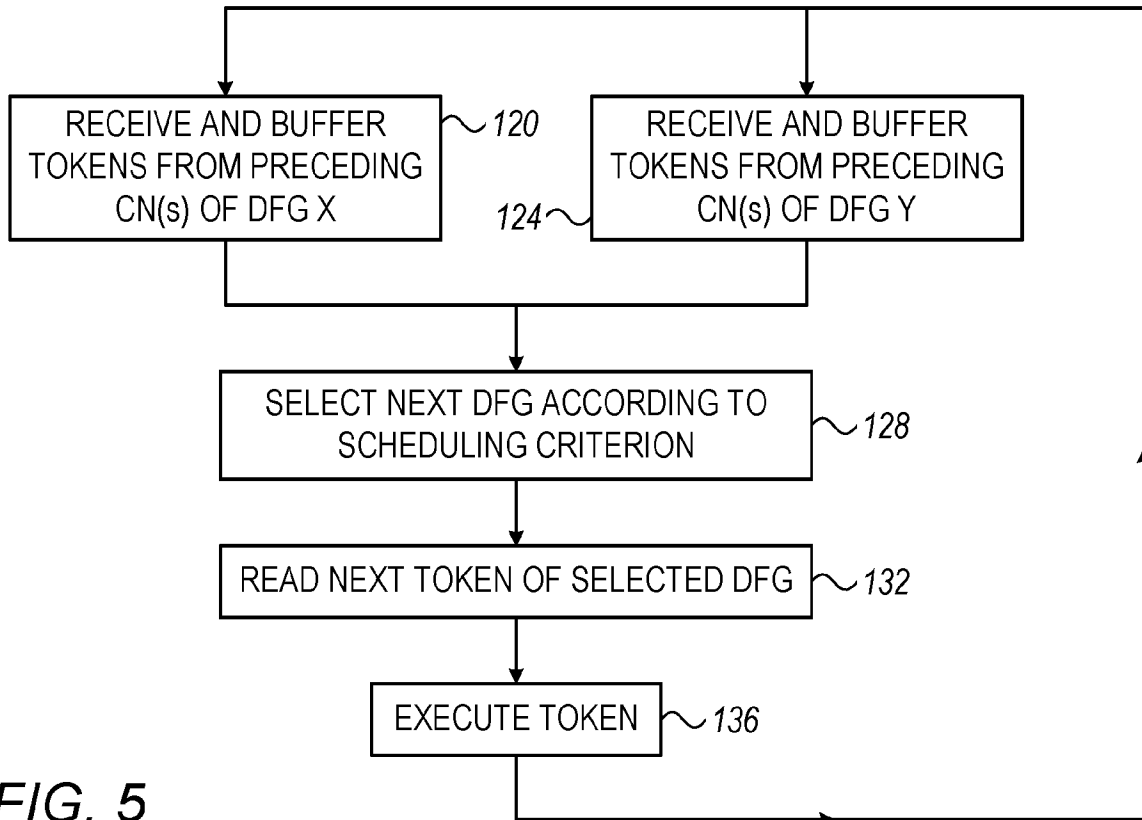 RECEIVE AND BUFFER
TOKENS FROM PRECEDING
CN(s) OF DFG X
120
RECEIVE AND BUFFER
TOKENS FROM PRECEDING
CN(s) OF DFG Y
124
SELECT NEXT DFG ACCORDING TO
SCHEDULING CRITERION
128
READ NEXT TOKEN OF SELECTED DFG
132
EXECUTE TOKEN
136
FIG. 5